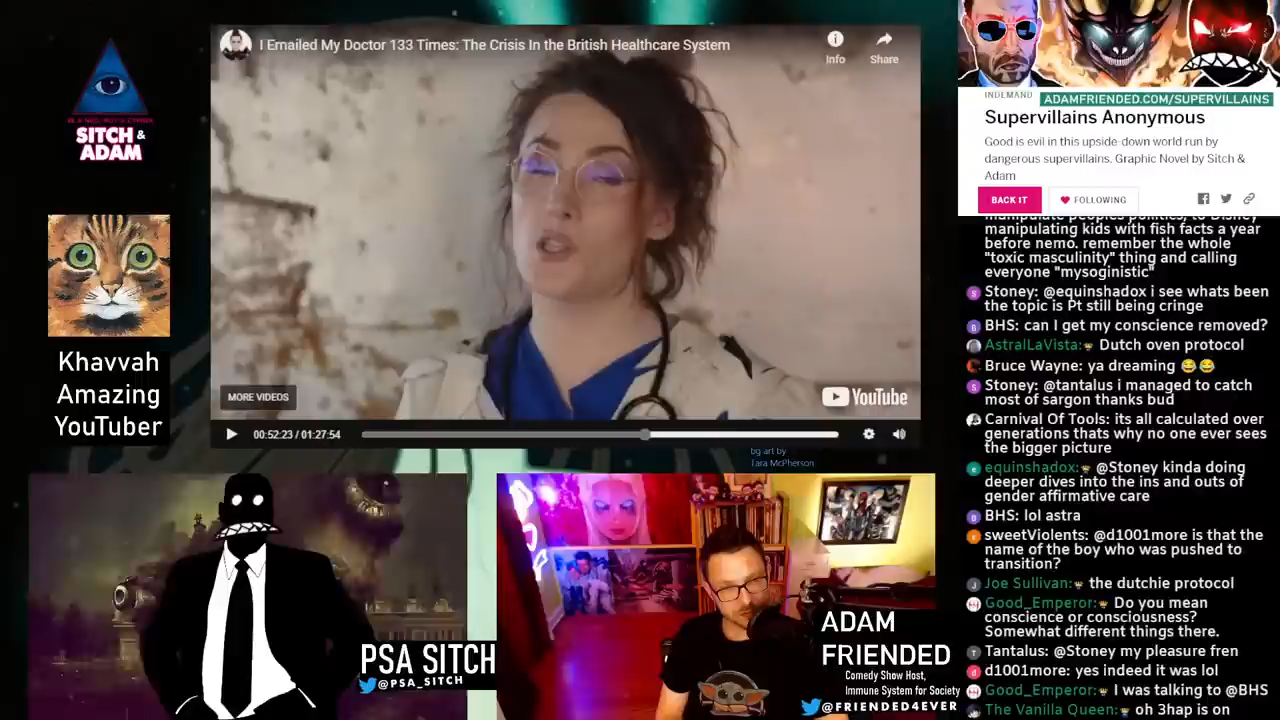 I Emailed My Doctor 133 Times: The Crisis In the British Healthcare System
Info
Share
MORE VIDEOS
YouTube
00:52:23 / 01:27:54
bg art by
Tara McPherson
SITCH &
ADAM
Khavvah
Amazing
YouTuber
PSA SITCH
@PSA_SITCH
ADAM
FRIENDED
Comedy Show Host,
Immune System for Society
@FRIENDED4EVER
INDEMAND
ADAMFRIENDED.COM/SUPERVILLAINS
Supervillains Anonymous
Good is evil in this upside-down world run by
dangerous supervillains. Graphic Novel by Sitch &
Adam
BACK IT
FOLLOWING
manipulate peoples politics, to Disney
manipulating kids with fish facts a year
before nemo. remember the whole
"toxic masculinity" thing and calling
everyone "mysoginistic"
Stoney: @equinshadox i see whats been
the topic is Pt still being cringe
BHS: can I get my conscience removed?
AstralLaVista: Dutch oven protocol
Bruce Wayne: ya dreaming 😂😂
Stoney: @tantalus i managed to catch
most of sargon thanks bud
Carnival Of Tools: its all calculated over
generations thats why no one ever sees
the bigger picture
equinshadox: @Stoney kinda doing
deeper dives into the ins and outs of
gender affirmative care
BHS: lol astra
sweetViolents: @d1001more is that the
name of the boy who was pushed to
transition?
Joe Sullivan: the dutchie protocol
Good_Emperor: Do you mean
conscience or consciousness?
Somewhat different things there.
Tantalus: @Stoney my pleasure fren
d1001more: yes indeed it was lol
Good_Emperor: I was talking to @BHS
The Vanilla Queen: oh 3hap is on